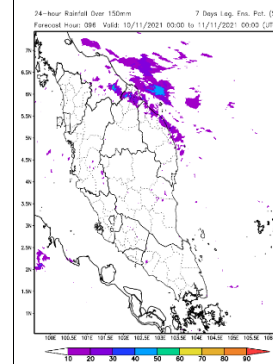 24-hour Rainfall Over 150mm 7 Days Lag. Ens. Pct. (%
Forecast Hour: 096 Valid: 10/11/2021 00:00 to 11/11/2021 00:00 (UT
7N
6.5N
6N
5.5N
5N
4.5N
4N
3.5N
3N
2.5N
2N
1.5N
1N
100E 100.5E 101E 101.5E 102E 102.5E 103E 103.5E 104E 104.5E 105E
10 20 30 40 50 60 70 80 90